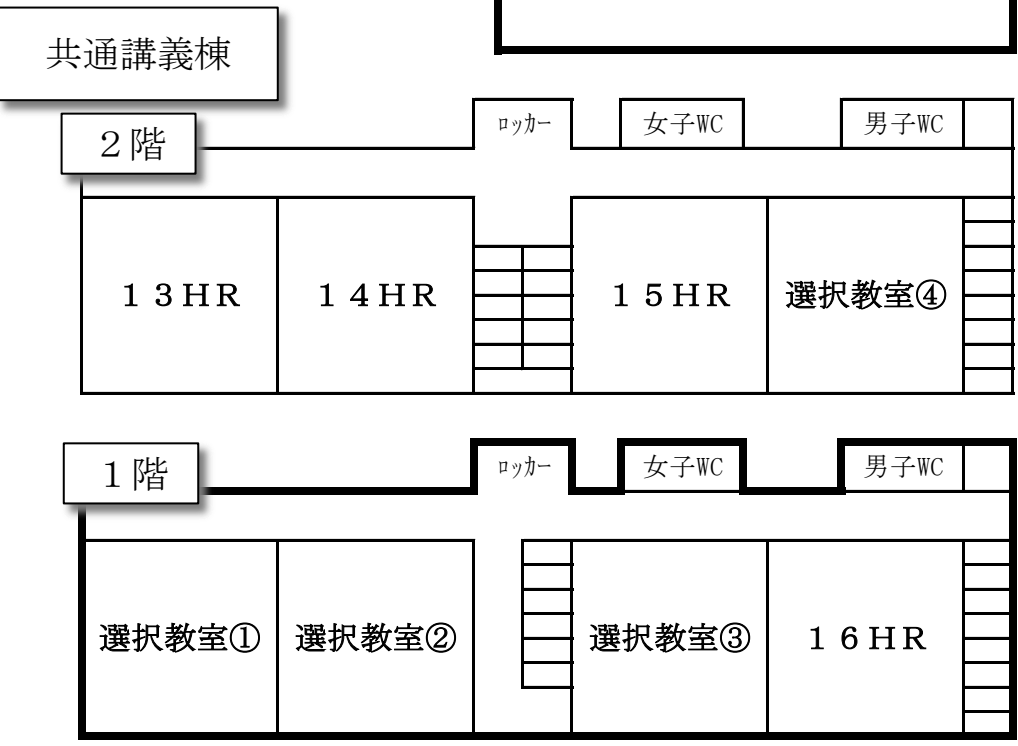 共通講義棟
２階
ﾛｯｶｰ
女子WC
男子WC
１３ＨＲ
１４ＨＲ
１５ＨＲ
選択教室④
１階
ﾛｯｶｰ
女子WC
男子WC
選択教室①
選択教室②
選択教室③
１６ＨＲ